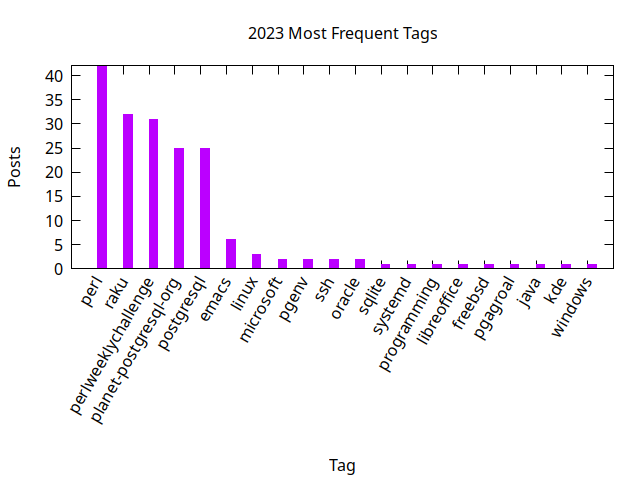 2023 Most Frequent Tags
Posts
40
35
30
25
20
15
10
5
0
perl
raku
perlweeklychallenge
planet-postgresql-org
postgresql
emacs
linux
microsoft
pgenv
ssh
oracle
sqlite
systemd
programming
libreoffice
freebsd
pgagroal
java
kde
windows
Tag